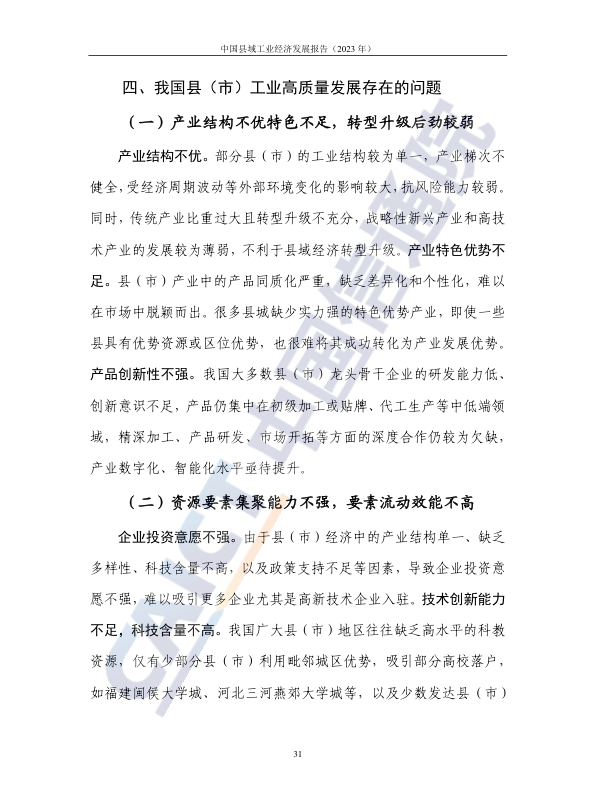 中国县域工业经济发展报告（2023 年）
四、我国县（市）工业高质量发展存在的问题
（一）产业结构不优特色不足，转型升级后劲较弱
产业结构不优。部分县（市）的工业结构较为单一，产业梯次不
健全，受经济周期波动等外部环境变化的影响较大，抗风险能力较弱。
同时，传统产业比重过大且转型升级不充分，战略性新兴产业和高技
术产业的发展较为薄弱，不利于县域经济转型升级。产业特色优势不
足。县（市）产业中的产品同质化严重，缺乏差异化和个性化，难以
在市场中脱颖而出。很多县城缺少实力强的特色优势产业，即使一些
县具有优势资源或区位优势，也很难将其成功转化为产业发展优势。
产品创新性不强。我国大多数县（市）龙头骨干企业的研发能力低、
创新意识不足，产品仍集中在初级加工或贴牌、代工生产等中低端领
域，精深加工、产品研发、市场开拓等方面的深度合作仍较为欠缺，
产业数字化、智能化水平亟待提升。
（二）资源要素集聚能力不强，要素流动效能不高
企业投资意愿不强。由于县（市）经济中的产业结构单一、缺乏
多样性、科技含量不高，以及政策支持不足等因素，导致企业投资意
愿不强，难以吸引更多企业尤其是高新技术企业入驻。技术创新能力
不足，科技含量不高。我国广大县（市）地区往往缺乏高水平的科教
资源，仅有少部分县（市）利用毗邻城区优势，吸引部分高校落户，
如福建闽侯大学城、河北三河燕郊大学城等，以及少数发达县（市）
31
CAICT 中国信通院